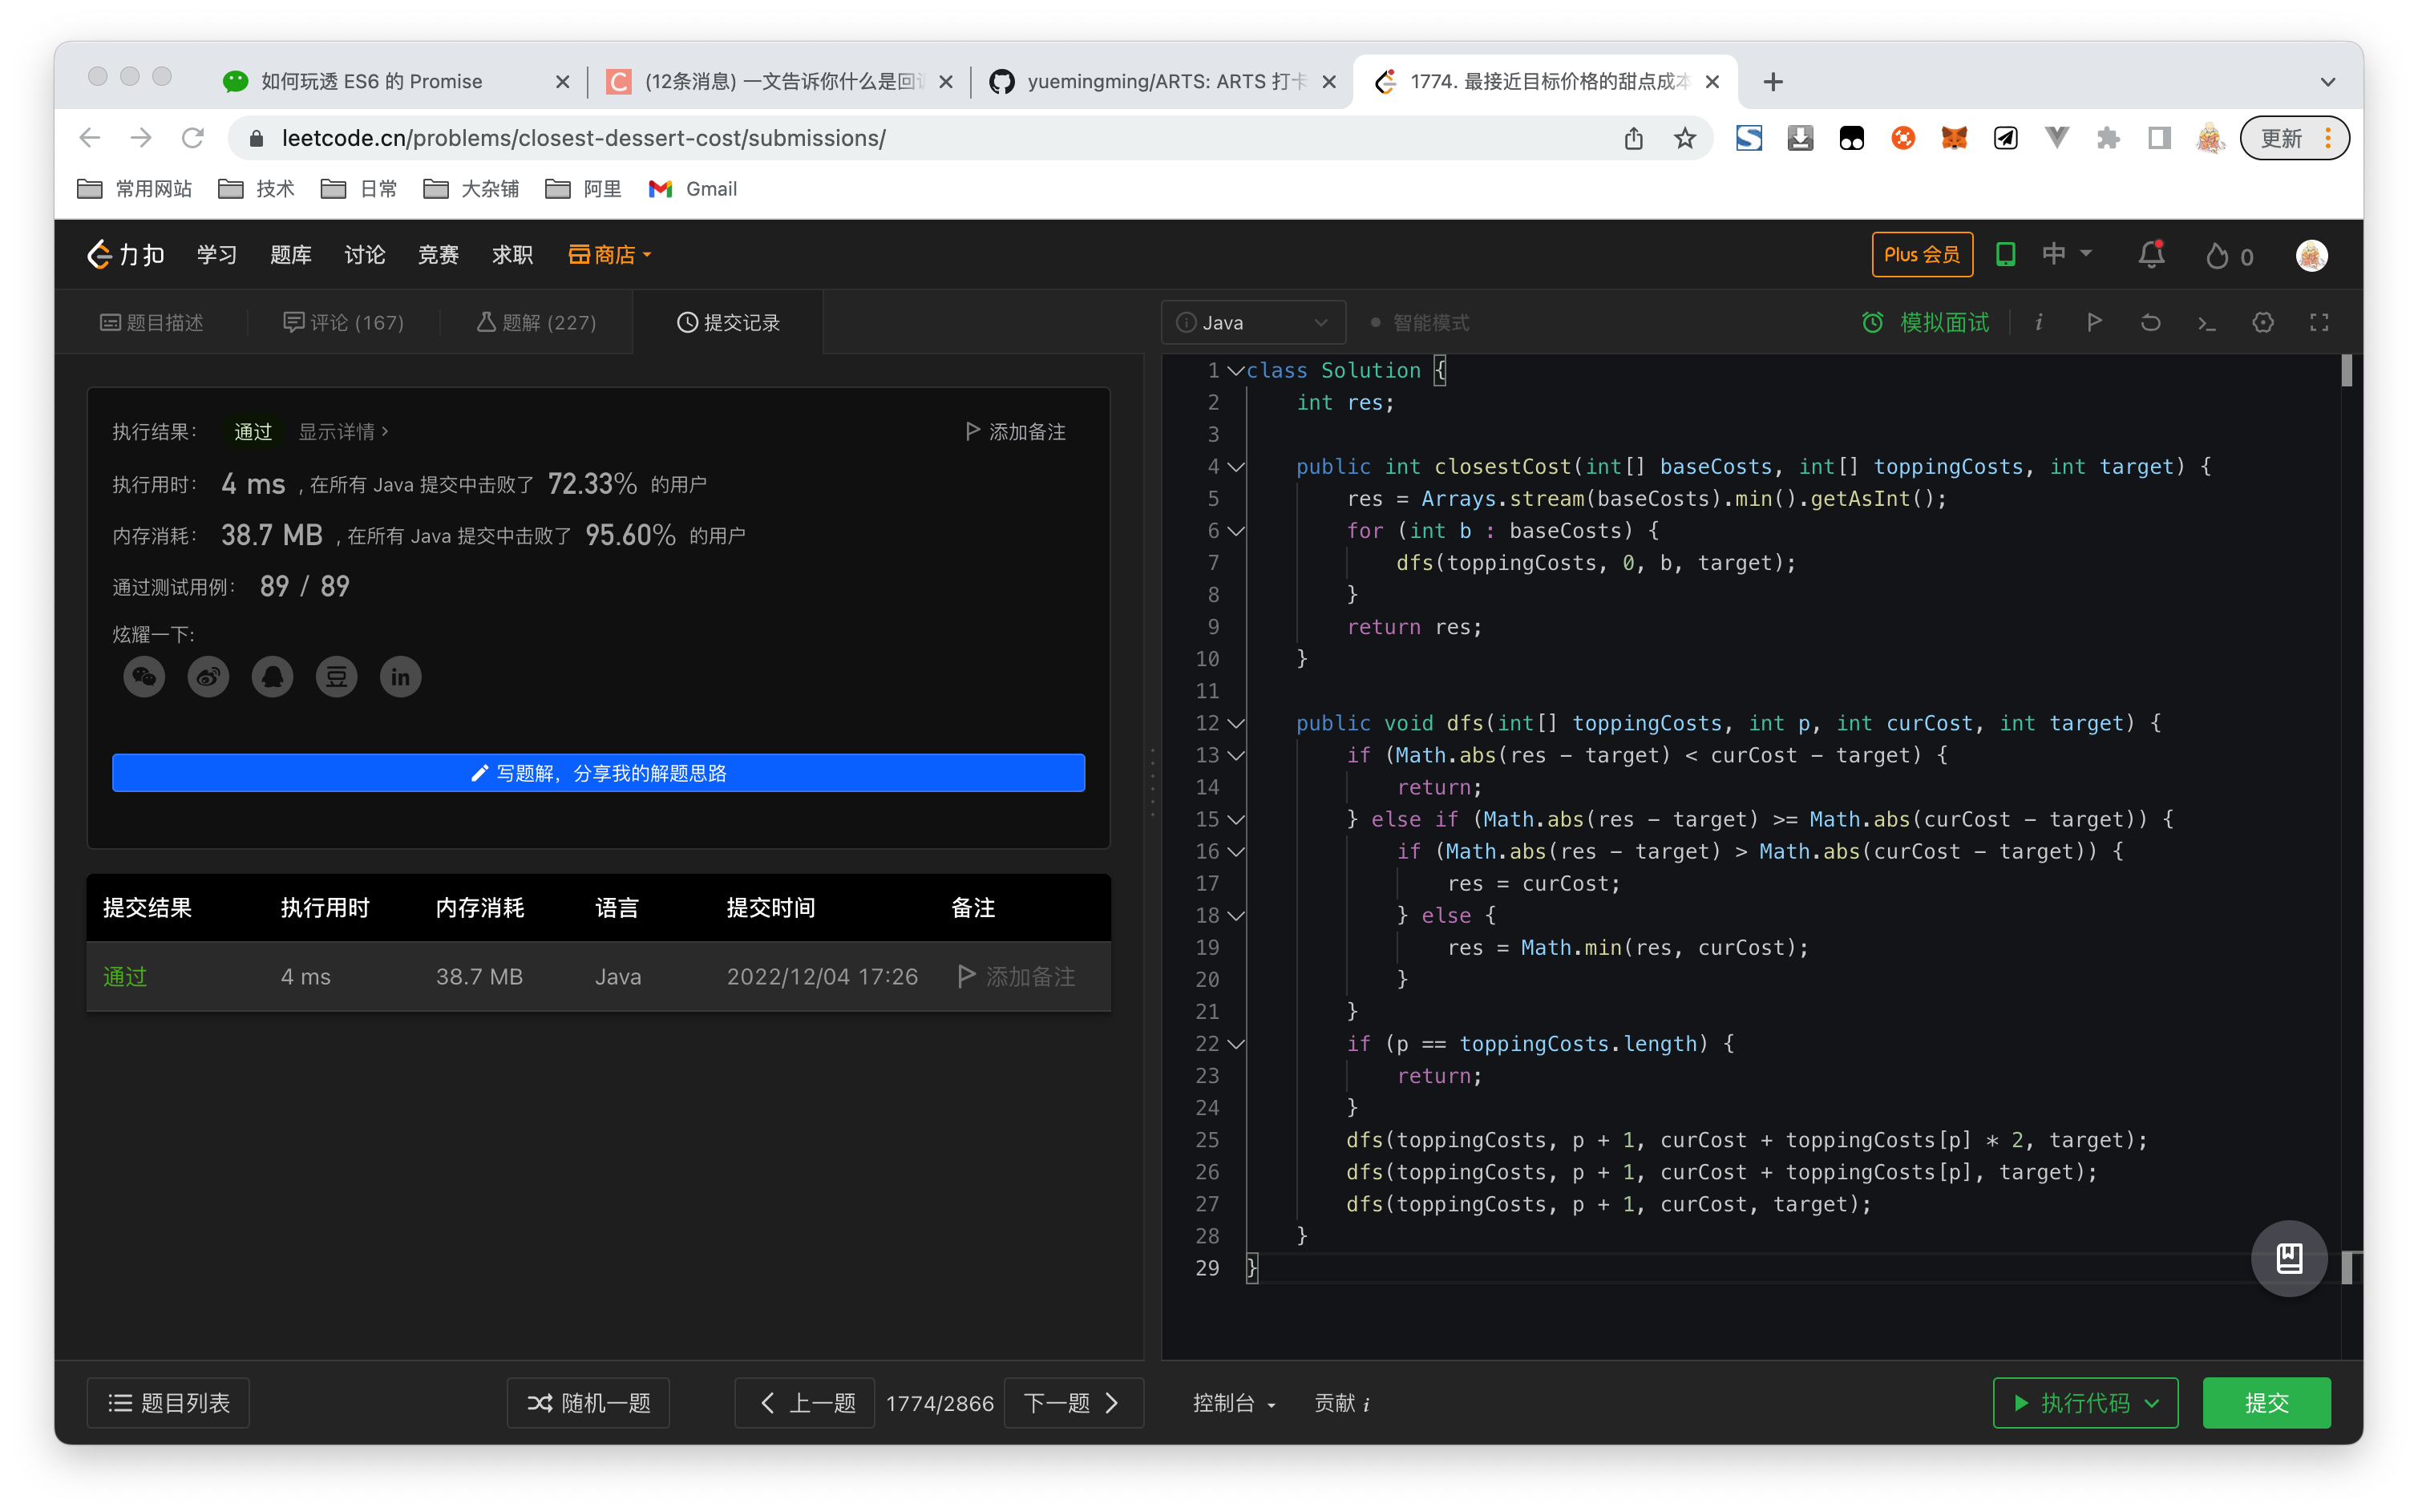 如何玩透 ES6 的 Promise
(12条消息) 一文告诉你什么是回
yuemingming/ARTS: ARTS 打卡
1774. 最接近目标价格的甜点成本
leetcode.cn/problems/closest-dessert-cost/submissions/
更新
常用网站 技术 日常 大杂铺 阿里 Gmail
力扣 学习 题库 讨论 竞赛 求职 商店 Plus 会员 中 0
题目描述 评论 (167) 题解 (227) 提交记录
Java 智能模式 模拟面试
执行结果： 通过 显示详情 › 添加备注
执行用时： 4 ms , 在所有 Java 提交中击败了 72.33% 的用户
内存消耗： 38.7 MB , 在所有 Java 提交中击败了 95.60% 的用户
通过测试用例： 89 / 89
炫耀一下:
写题解，分享我的解题思路
提交结果 执行用时 内存消耗 语言 提交时间 备注
通过 4 ms 38.7 MB Java 2022/12/04 17:26 添加备注
1 class Solution {
2 int res;
3
4 public int closestCost(int[] baseCosts, int[] toppingCosts, int target) {
5 res = Arrays.stream(baseCosts).min().getAsInt();
6 for (int b : baseCosts) {
7 dfs(toppingCosts, 0, b, target);
8 }
9 return res;
10 }
11
12 public void dfs(int[] toppingCosts, int p, int curCost, int target) {
13 if (Math.abs(res - target) < curCost - target) {
14 return;
15 } else if (Math.abs(res - target) >= Math.abs(curCost - target)) {
16 if (Math.abs(res - target) > Math.abs(curCost - target)) {
17 res = curCost;
18 } else {
19 res = Math.min(res, curCost);
20 }
21 }
22 if (p == toppingCosts.length) {
23 return;
24 }
25 dfs(toppingCosts, p + 1, curCost + toppingCosts[p] * 2, target);
26 dfs(toppingCosts, p + 1, curCost + toppingCosts[p], target);
27 dfs(toppingCosts, p + 1, curCost, target);
28 }
29 }
题目列表 随机一题 上一题 1774/2866 下一题 控制台 贡献 i 执行代码 提交